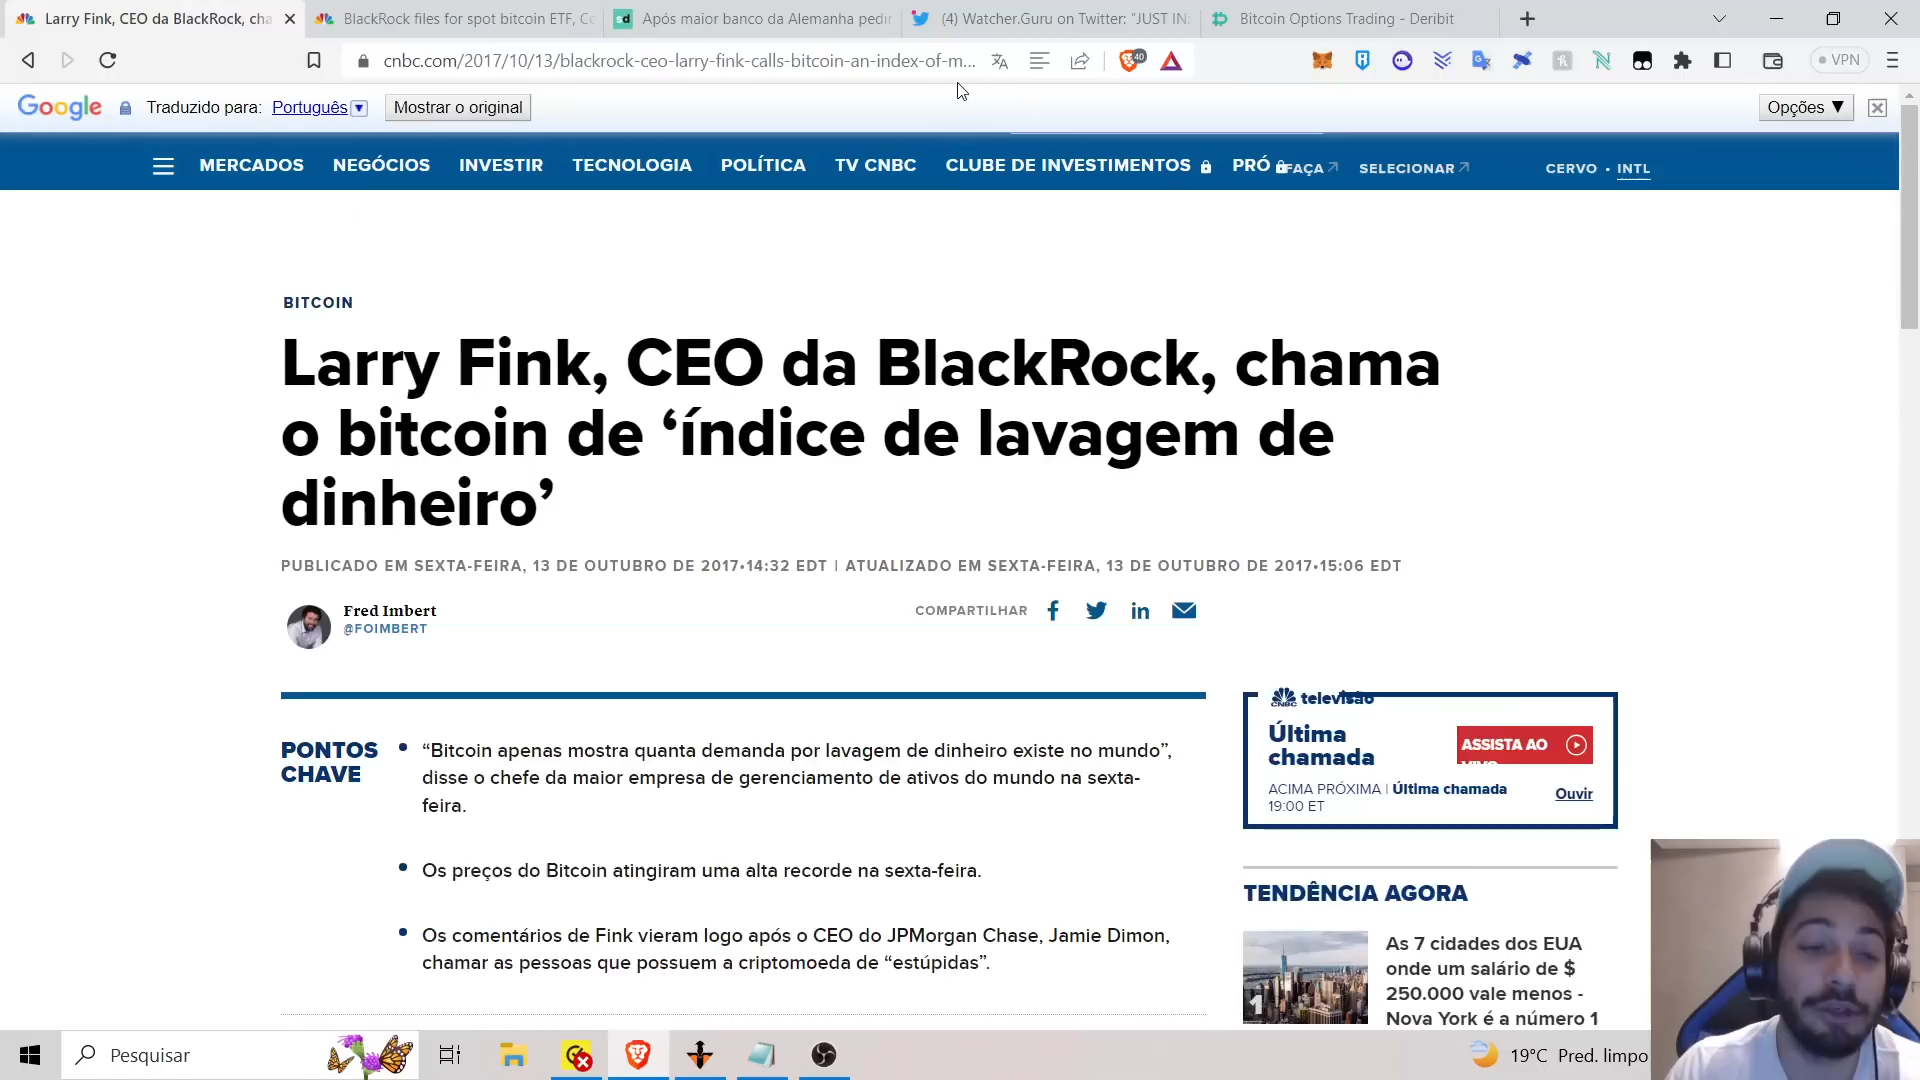 Larry Fink, CEO da BlackRock, cha
BlackRock files for spot bitcoin ETF, Co
Após maior banco da Alemanha pedir
(4) Watcher.Guru on Twitter: "JUST IN:
Bitcoin Options Trading - Deribit
cnbc.com/2017/10/13/blackrock-ceo-larry-fink-calls-bitcoin-an-index-of-m...
40
VPN
Google
Traduzido para: Português
Mostrar o original
Opções ▼
MERCADOS NEGÓCIOS INVESTIR TECNOLOGIA POLÍTICA TV CNBC CLUBE DE INVESTIMENTOS PRÓ FAÇA SELECIONAR CERVO • INTL
BITCOIN
Larry Fink, CEO da BlackRock, chama
o bitcoin de ‘índice de lavagem de
dinheiro’
PUBLICADO EM SEXTA-FEIRA, 13 DE OUTUBRO DE 2017•14:32 EDT | ATUALIZADO EM SEXTA-FEIRA, 13 DE OUTUBRO DE 2017•15:06 EDT
Fred Imbert
@FOIMBERT
COMPARTILHAR
PONTOS
CHAVE
“Bitcoin apenas mostra quanta demanda por lavagem de dinheiro existe no mundo”,
disse o chefe da maior empresa de gerenciamento de ativos do mundo na sexta-
feira.
Os preços do Bitcoin atingiram uma alta recorde na sexta-feira.
Os comentários de Fink vieram logo após o CEO do JPMorgan Chase, Jamie Dimon,
chamar as pessoas que possuem a criptomoeda de “estúpidas”.
CNBC televisão
Última
chamada
ASSISTA AO
VIVO
ACIMA PRÓXIMA | Última chamada
19:00 ET
Ouvir
TENDÊNCIA AGORA
1
As 7 cidades dos EUA
onde um salário de $
250.000 vale menos -
Nova York é a número 1
Pesquisar
19°C Pred. limpo